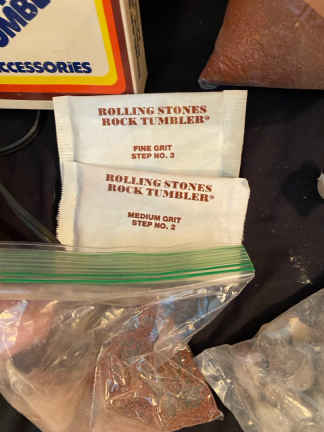 ACCESSORIES
ROLLING STONES
ROCK TUMBLER®
FINE GRIT
STEP NO. 3
ROLLING STONES
ROCK TUMBLER®
MEDIUM GRIT
STEP NO. 2